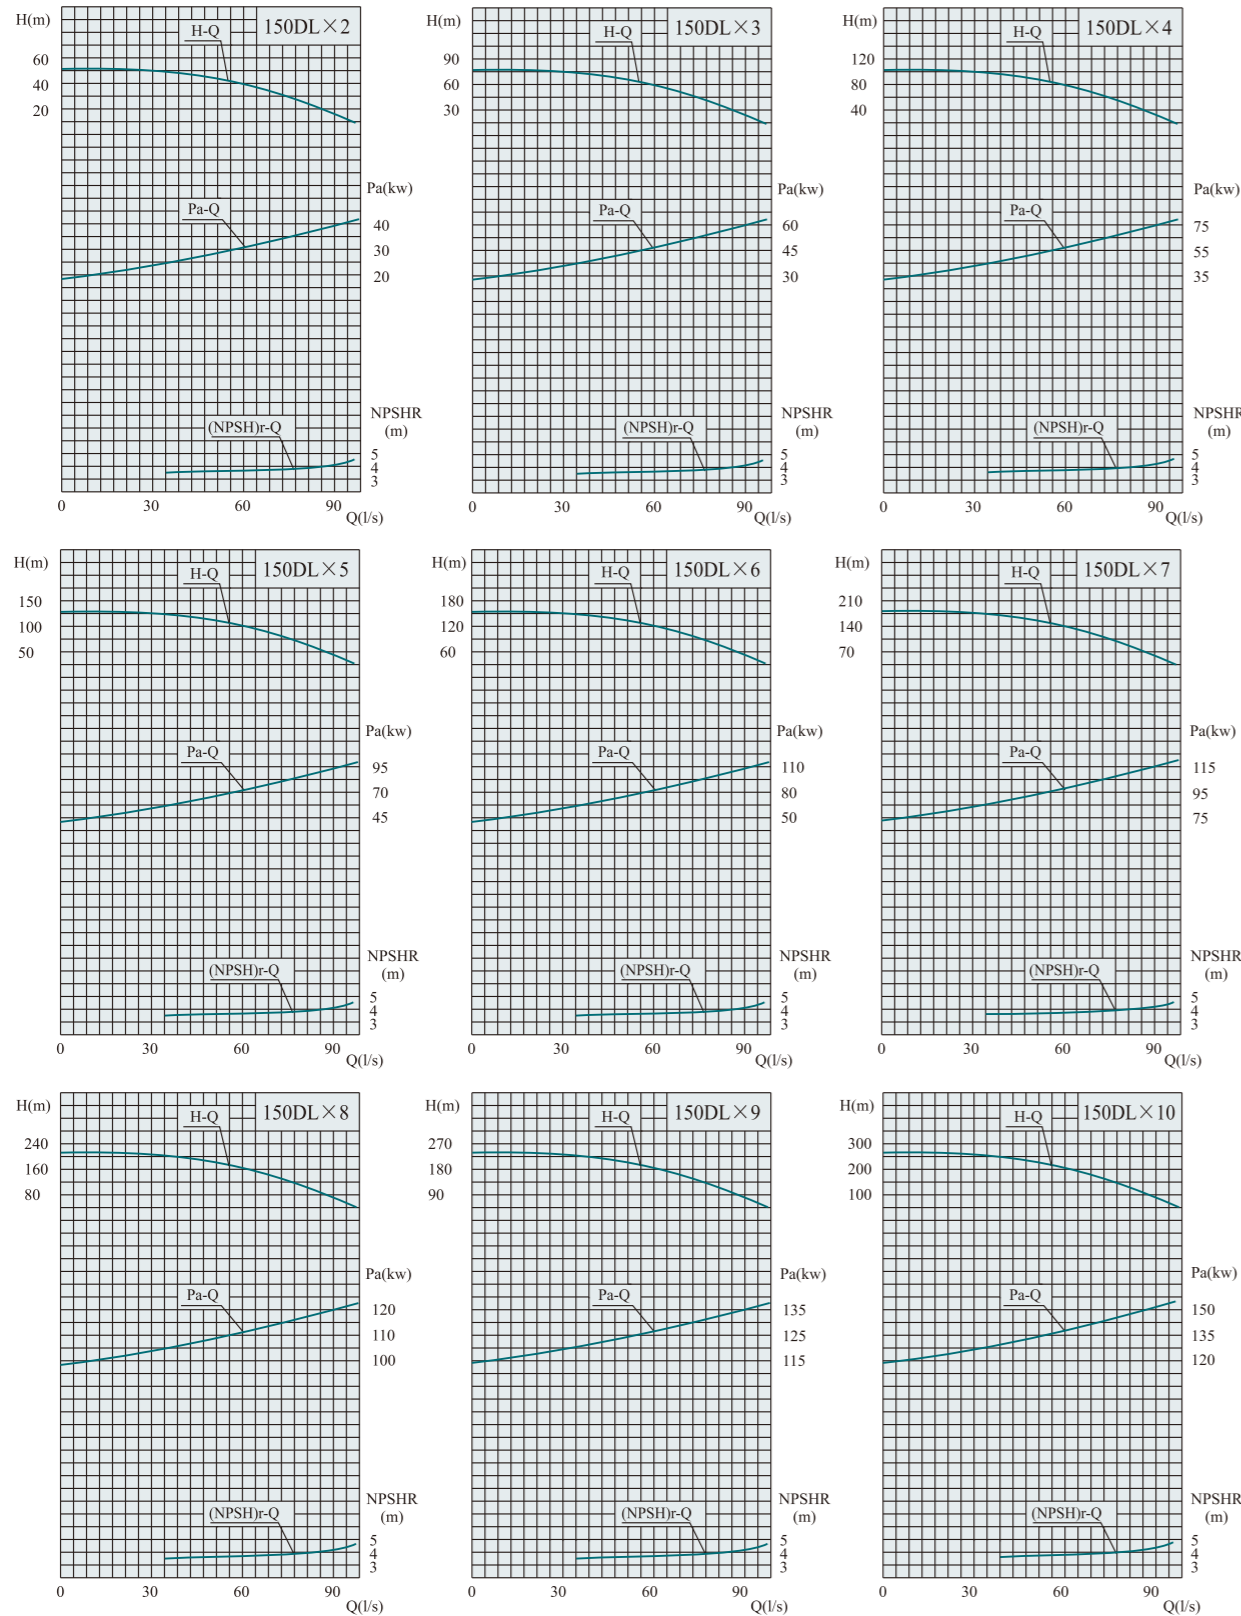 H(m)
150DL×2
H-Q
60
40
20
Pa(kw)
Pa-Q
40
30
20
NPSHR
(m)
(NPSH)r-Q
5
4
3
0 30 60 90
Q(l/s)
H(m)
150DL×3
H-Q
90
60
30
Pa(kw)
Pa-Q
60
45
30
NPSHR
(m)
(NPSH)r-Q
5
4
3
0 30 60 90
Q(l/s)
H(m)
150DL×4
H-Q
120
80
40
Pa(kw)
Pa-Q
75
55
35
NPSHR
(m)
(NPSH)r-Q
5
4
3
0 30 60 90
Q(l/s)
H(m)
150DL×5
H-Q
150
100
50
Pa(kw)
Pa-Q
95
70
45
NPSHR
(m)
(NPSH)r-Q
5
4
3
0 30 60 90
Q(l/s)
H(m)
150DL×6
H-Q
180
120
60
Pa(kw)
Pa-Q
110
80
50
NPSHR
(m)
(NPSH)r-Q
5
4
3
0 30 60 90
Q(l/s)
H(m)
150DL×7
H-Q
210
140
70
Pa(kw)
Pa-Q
115
95
75
NPSHR
(m)
(NPSH)r-Q
5
4
3
0 30 60 90
Q(l/s)
H(m)
150DL×8
H-Q
240
160
80
Pa(kw)
Pa-Q
120
110
100
NPSHR
(m)
(NPSH)r-Q
5
4
3
0 30 60 90
Q(l/s)
H(m)
150DL×9
H-Q
270
180
90
Pa(kw)
Pa-Q
135
125
115
NPSHR
(m)
(NPSH)r-Q
5
4
3
0 30 60 90
Q(l/s)
H(m)
150DL×10
H-Q
300
200
100
Pa(kw)
Pa-Q
150
135
120
NPSHR
(m)
(NPSH)r-Q
5
4
3
0 30 60 90
Q(l/s)